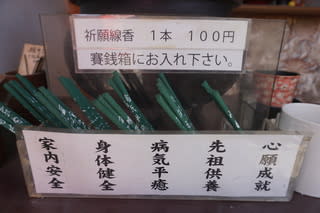 祈願線香 1本 100円
賽銭箱にお入れ下さい。
心願成就
先祖供養
病気平癒
身体健全
家内安全